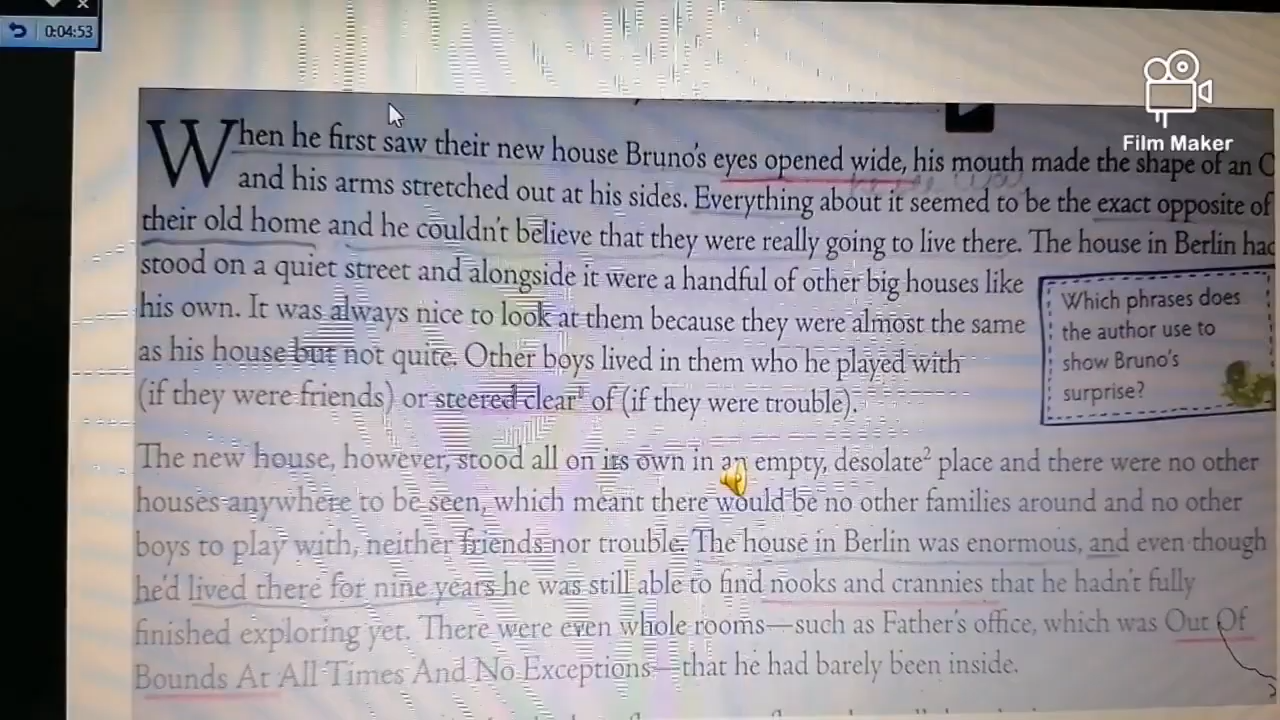 0:04:53
Film Maker
When he first saw their new house Bruno's eyes opened wide, his mouth made the shape of an O
and his arms stretched out at his sides. Everything about it seemed to be the exact opposite of
their old home and he couldn't believe that they were really going to live there. The house in Berlin had
stood on a quiet street and alongside it were a handful of other big houses like
his own. It was always nice to look at them because they were almost the same
as his house but not quite. Other boys lived in them who he played with
(if they were friends) or steered clear¹ of (if they were trouble).
Which phrases does
the author use to
show Bruno's
surprise?
The new house, however, stood all on its own in an empty, desolate² place and there were no other
houses anywhere to be seen, which meant there would be no other families around and no other
boys to play with, neither friends nor trouble. The house in Berlin was enormous, and even though
he'd lived there for nine years he was still able to find nooks and crannies that he hadn't fully
finished exploring yet. There were even whole rooms—such as Father's office, which was Out Of
Bounds At All Times And No Exceptions—that he had barely been inside.